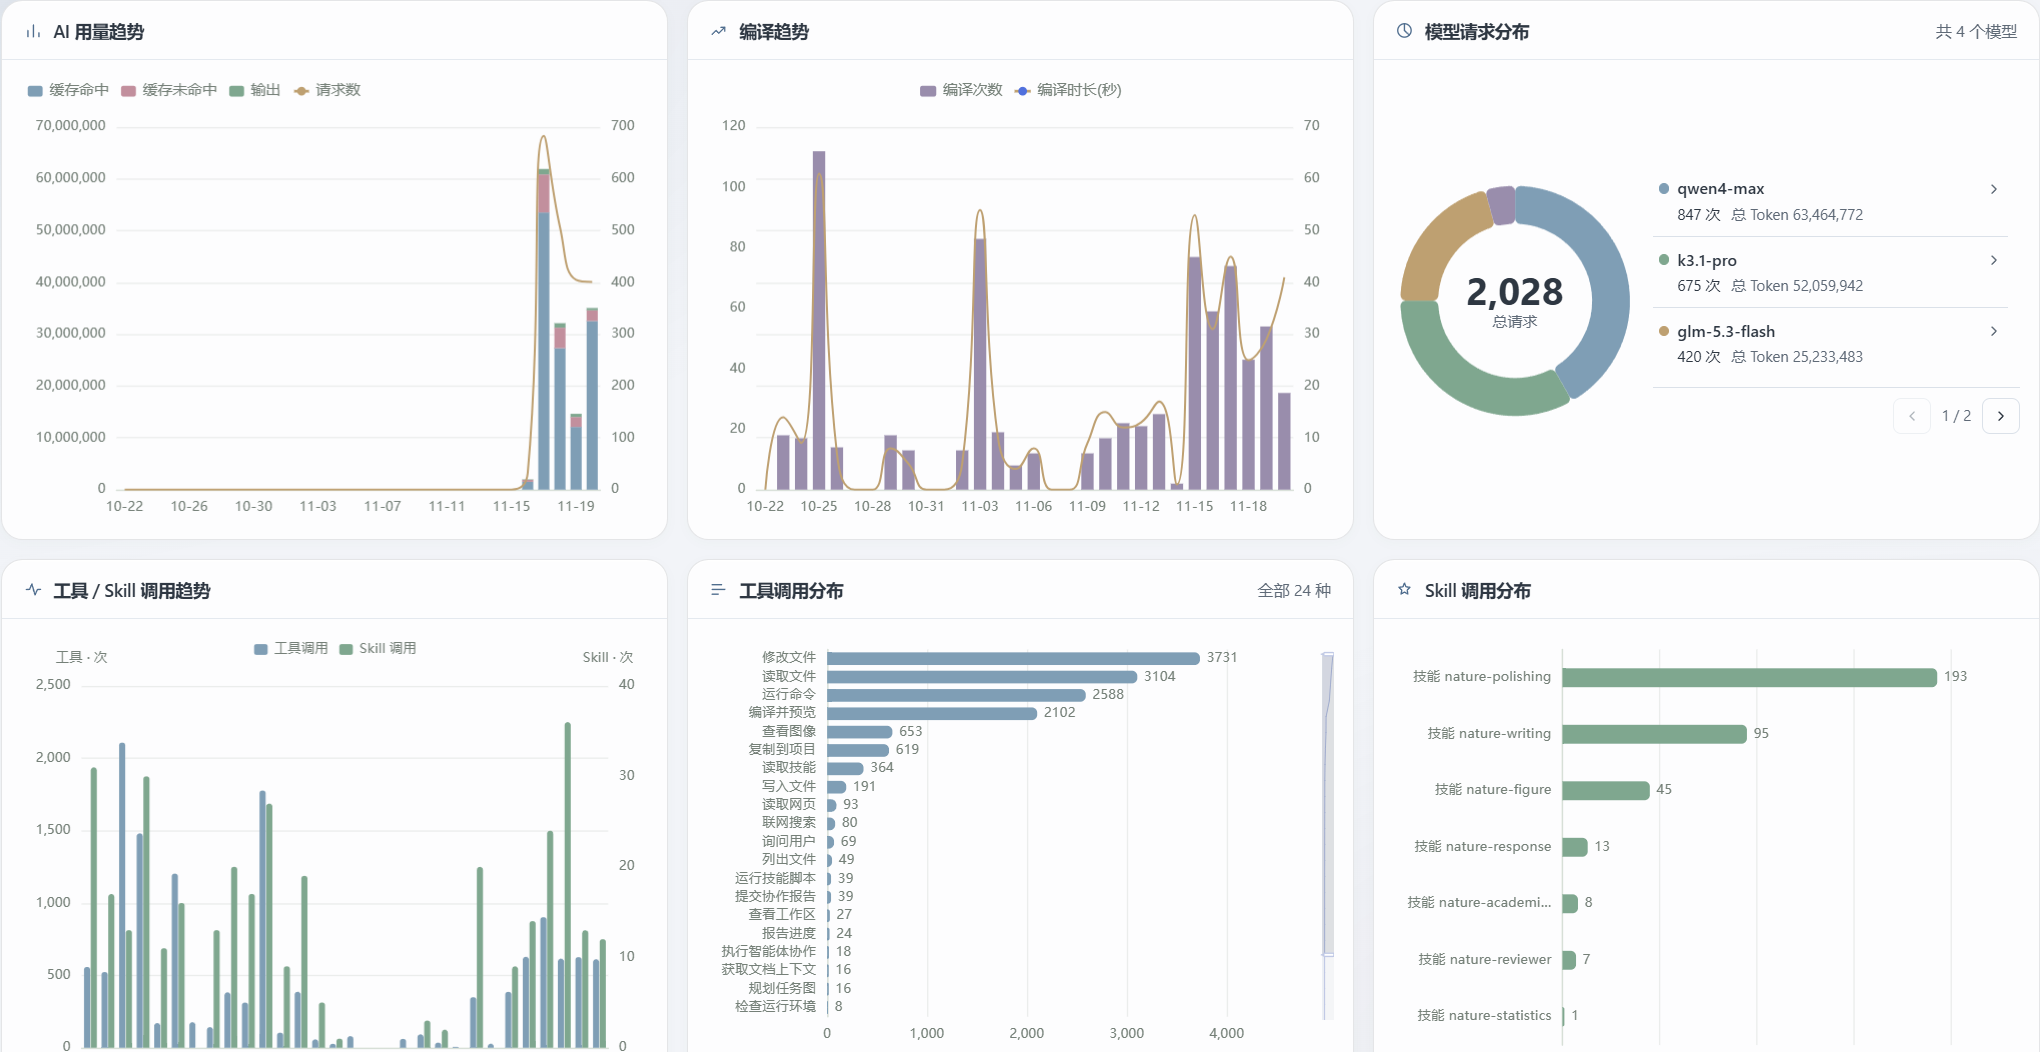 AI 用量趋势
缓存命中 缓存未命中 输出 请求数
70,000,000 700
60,000,000 600
50,000,000 500
40,000,000 400
30,000,000 300
20,000,000 200
10,000,000 100
0 0
10-22 10-26 10-30 11-03 11-07 11-11 11-15 11-19
编译趋势
编译次数 编译时长(秒)
120 70
100 60
80 50
60 40
40 30
20 20
0 10
0
10-22 10-25 10-28 10-31 11-03 11-06 11-09 11-12 11-15 11-18
模型请求分布 共 4 个模型
2,028
总请求
qwen4-max
847 次 总 Token 63,464,772
k3.1-pro
675 次 总 Token 52,059,942
glm-5.3-flash
420 次 总 Token 25,233,483
1 / 2
工具 / Skill 调用趋势
工具 · 次 工具调用 Skill 调用 Skill · 次
2,500 40
2,000 30
1,500 20
1,000 10
500 0
0
工具调用分布 全部 24 种
修改文件 3731
读取文件 3104
运行命令 2588
编译并预览 2102
查看图像 653
复制到项目 619
读取技能 364
写入文件 191
读取网页 93
联网搜索 80
询问用户 69
列出文件 49
运行技能脚本 39
提交协作报告 39
查看工作区 27
报告进度 24
执行智能体协作 18
获取文档上下文 16
规划任务图 16
检查运行环境 8
0 1,000 2,000 3,000 4,000
Skill 调用分布
技能 nature-polishing 193
技能 nature-writing 95
技能 nature-figure 45
技能 nature-response 13
技能 nature-academi... 8
技能 nature-reviewer 7
技能 nature-statistics 1